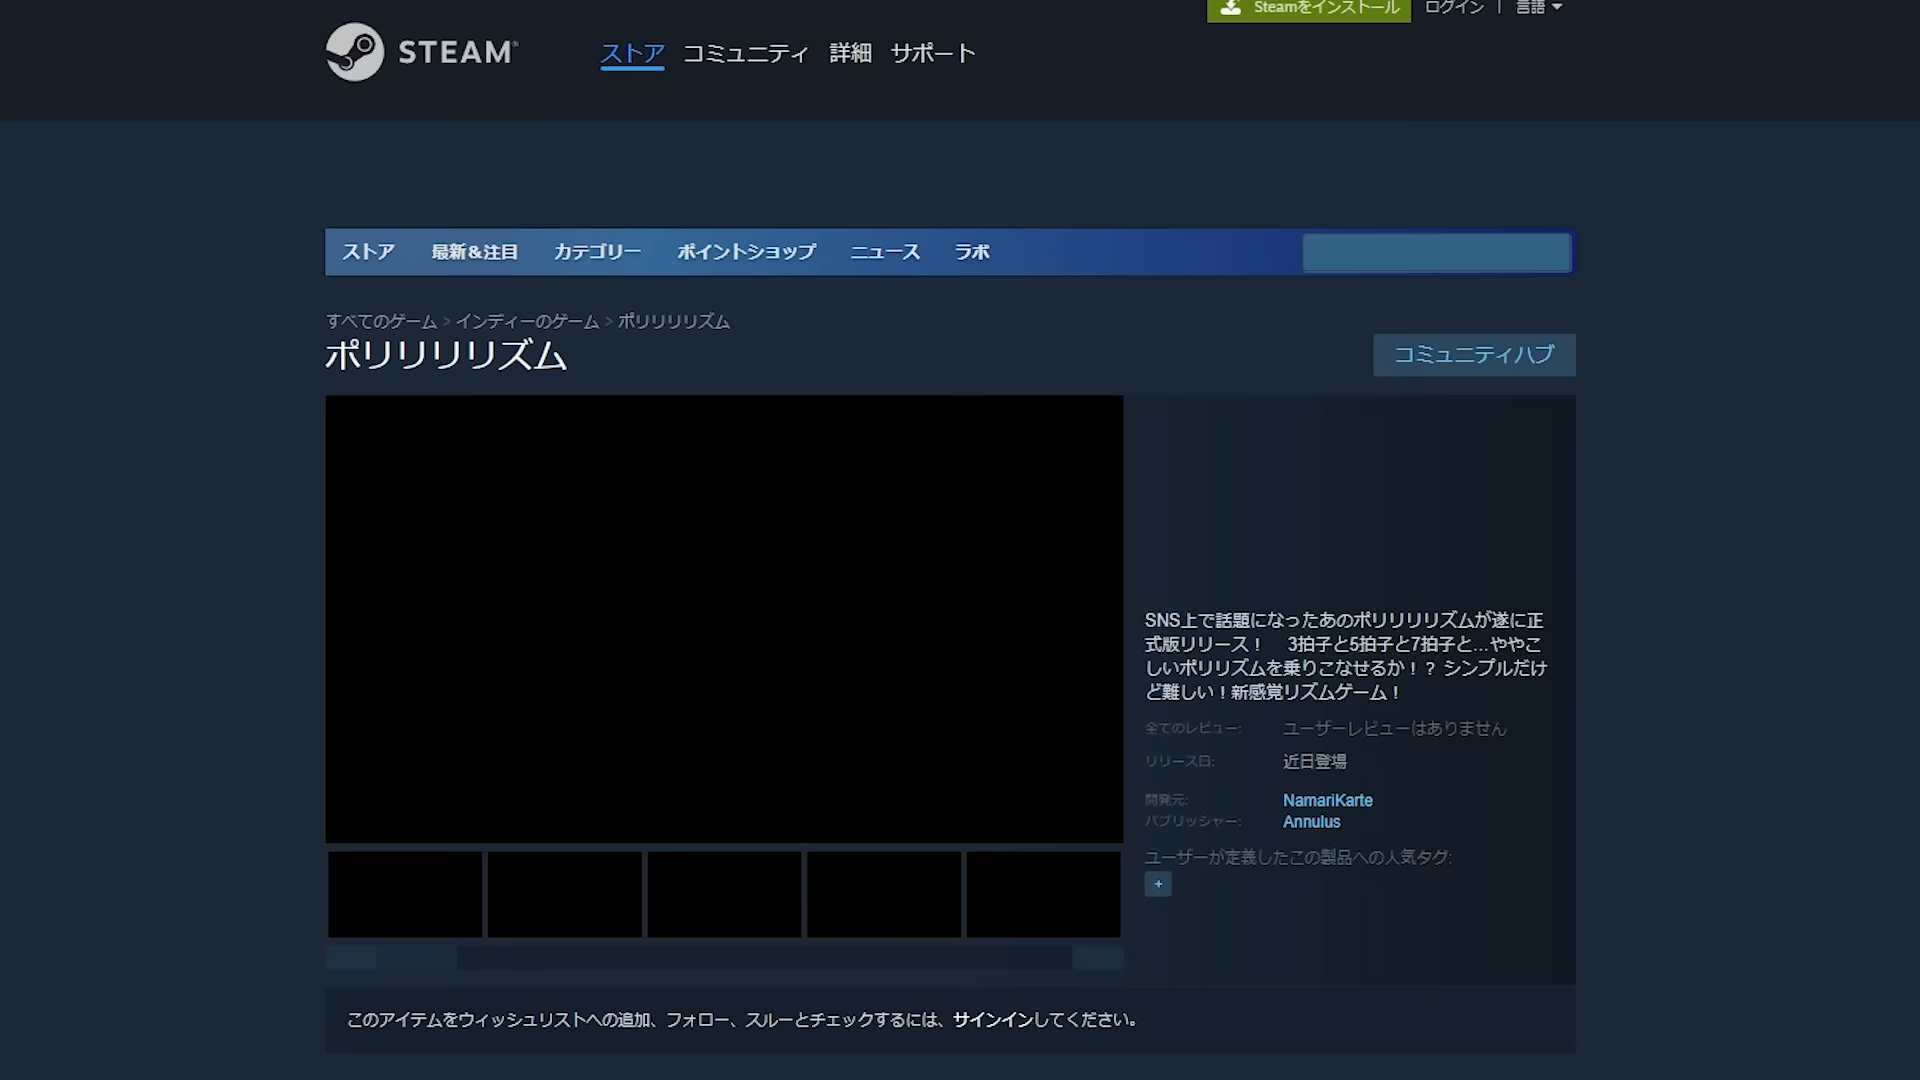 Steamをインストール ログイン | 言語
STEAM®
ストア コミュニティ 詳細 サポート
ストア 最新&注目 カテゴリー ポイントショップ ニュース ラボ
すべてのゲーム > インディーのゲーム > ポリリリリズム
ポリリリリズム
コミュニティハブ
SNS上で話題になったあのポリリリリズムが遂に正
式版リリース！ 3拍子と5拍子と7拍子と...ややこ
しいポリリズムを乗りこなせるか！？ シンプルだけ
ど難しい！新感覚リズムゲーム！
全てのレビュー: ユーザーレビューはありません
リリース日: 近日登場
開発元: NamariKarte
パブリッシャー: Annulus
ユーザーが定義したこの製品への人気タグ:
+
このアイテムをウィッシュリストへの追加、フォロー、スルーとチェックするには、サインインしてください。